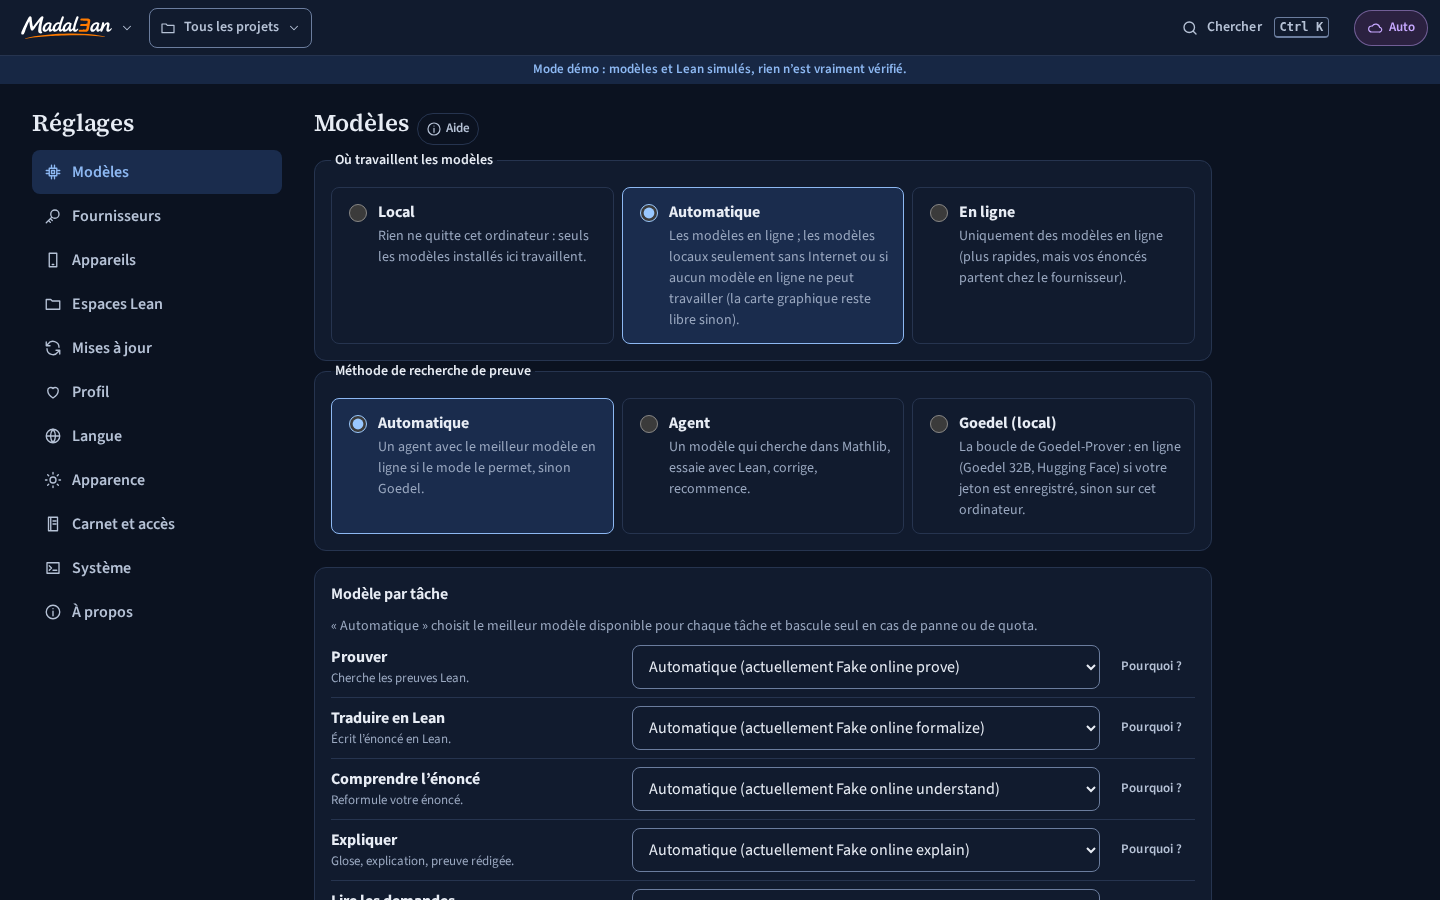 Madal3an
Tous les projets
Chercher
Ctrl K
Auto
Mode démo : modèles et Lean simulés, rien n’est vraiment vérifié.
Réglages
Modèles
Fournisseurs
Appareils
Espaces Lean
Mises à jour
Profil
Langue
Apparence
Carnet et accès
Système
À propos
Modèles
Aide
Où travaillent les modèles
Local
Rien ne quitte cet ordinateur : seuls
les modèles installés ici travaillent.
Automatique
Les modèles en ligne ; les modèles
locaux seulement sans Internet ou si
aucun modèle en ligne ne peut
travailler (la carte graphique reste
libre sinon).
En ligne
Uniquement des modèles en ligne
(plus rapides, mais vos énoncés
partent chez le fournisseur).
Méthode de recherche de preuve
Automatique
Un agent avec le meilleur modèle en
ligne si le mode le permet, sinon
Goedel.
Agent
Un modèle qui cherche dans Mathlib,
essaie avec Lean, corrige,
recommence.
Goedel (local)
La boucle de Goedel-Prover : en ligne
(Goedel 32B, Hugging Face) si votre
jeton est enregistré, sinon sur cet
ordinateur.
Modèle par tâche
« Automatique » choisit le meilleur modèle disponible pour chaque tâche et bascule seul en cas de panne ou de quota.
Prouver
Cherche les preuves Lean.
Automatique (actuellement Fake online prove)
Pourquoi ?
Traduire en Lean
Écrit l’énoncé en Lean.
Automatique (actuellement Fake online formalize)
Pourquoi ?
Comprendre l’énoncé
Reformule votre énoncé.
Automatique (actuellement Fake online understand)
Pourquoi ?
Expliquer
Glose, explication, preuve rédigée.
Automatique (actuellement Fake online explain)
Pourquoi ?
Lire les demandes